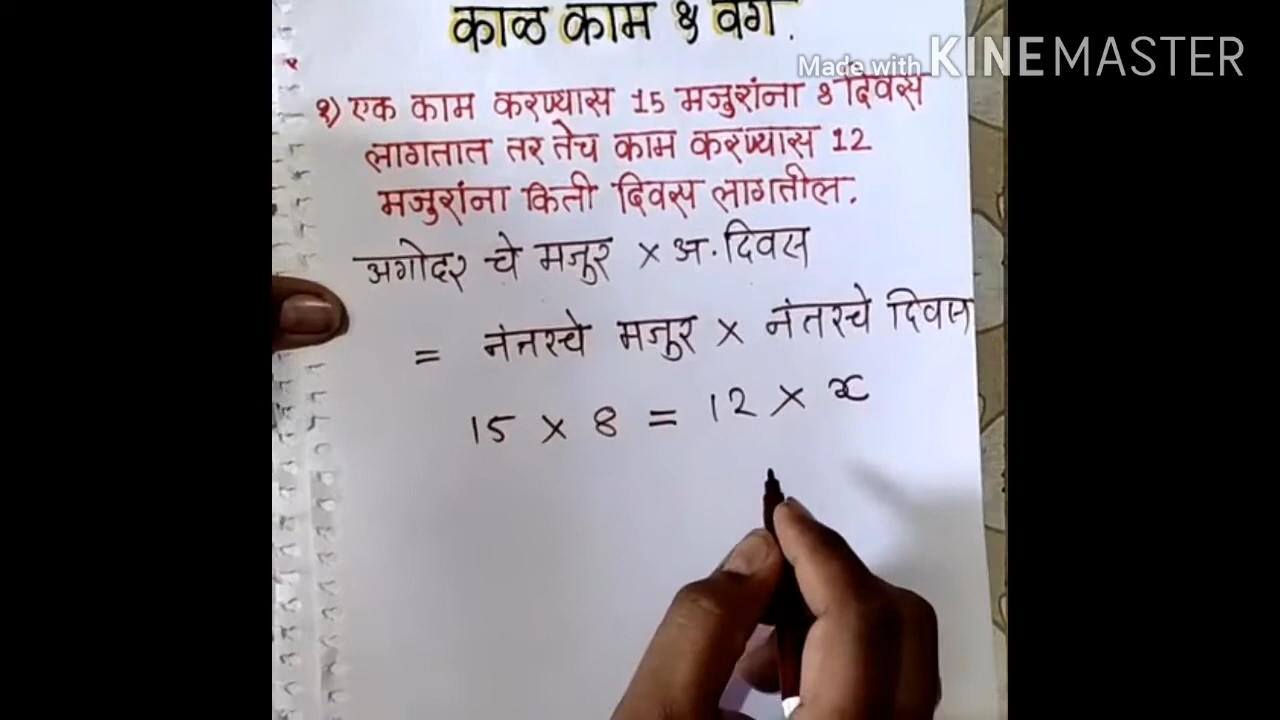 काळ काम & वेग.
Made with KINEMASTER
१) एक काम करण्यास 15 मजुरांना 8 दिवस
लागतात तर तेच काम करण्यास 12
मजुरांना किती दिवस लागतील.
अगोदर चे मजुर × अ. दिवस
= नंतरचे मजुर × नंतरचे दिवस
15 × 8 = 12 × x